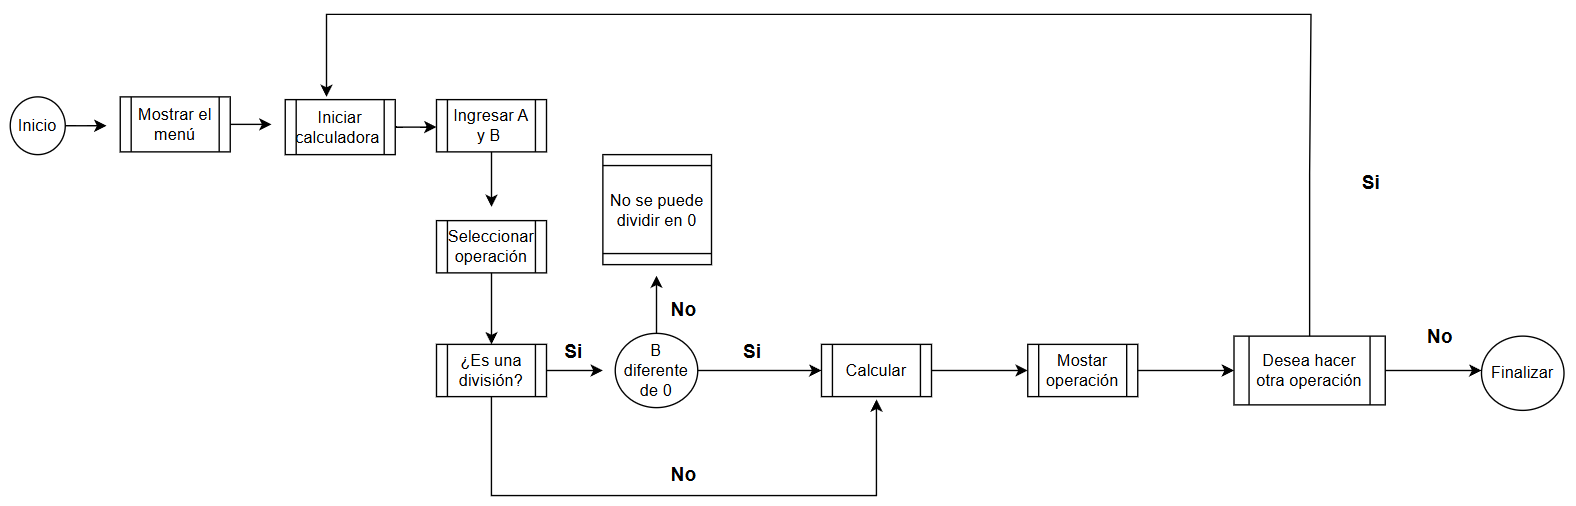 Inicio
Mostrar el
menú
Iniciar
calculadora
Ingresar A
y B
Seleccionar
operación
¿Es una
división?
Si
No
B
diferente
de 0
No
No se puede
dividir en 0
Si
Calcular
Mostar
operación
Desea hacer
otra operación
Si
No
Finalizar